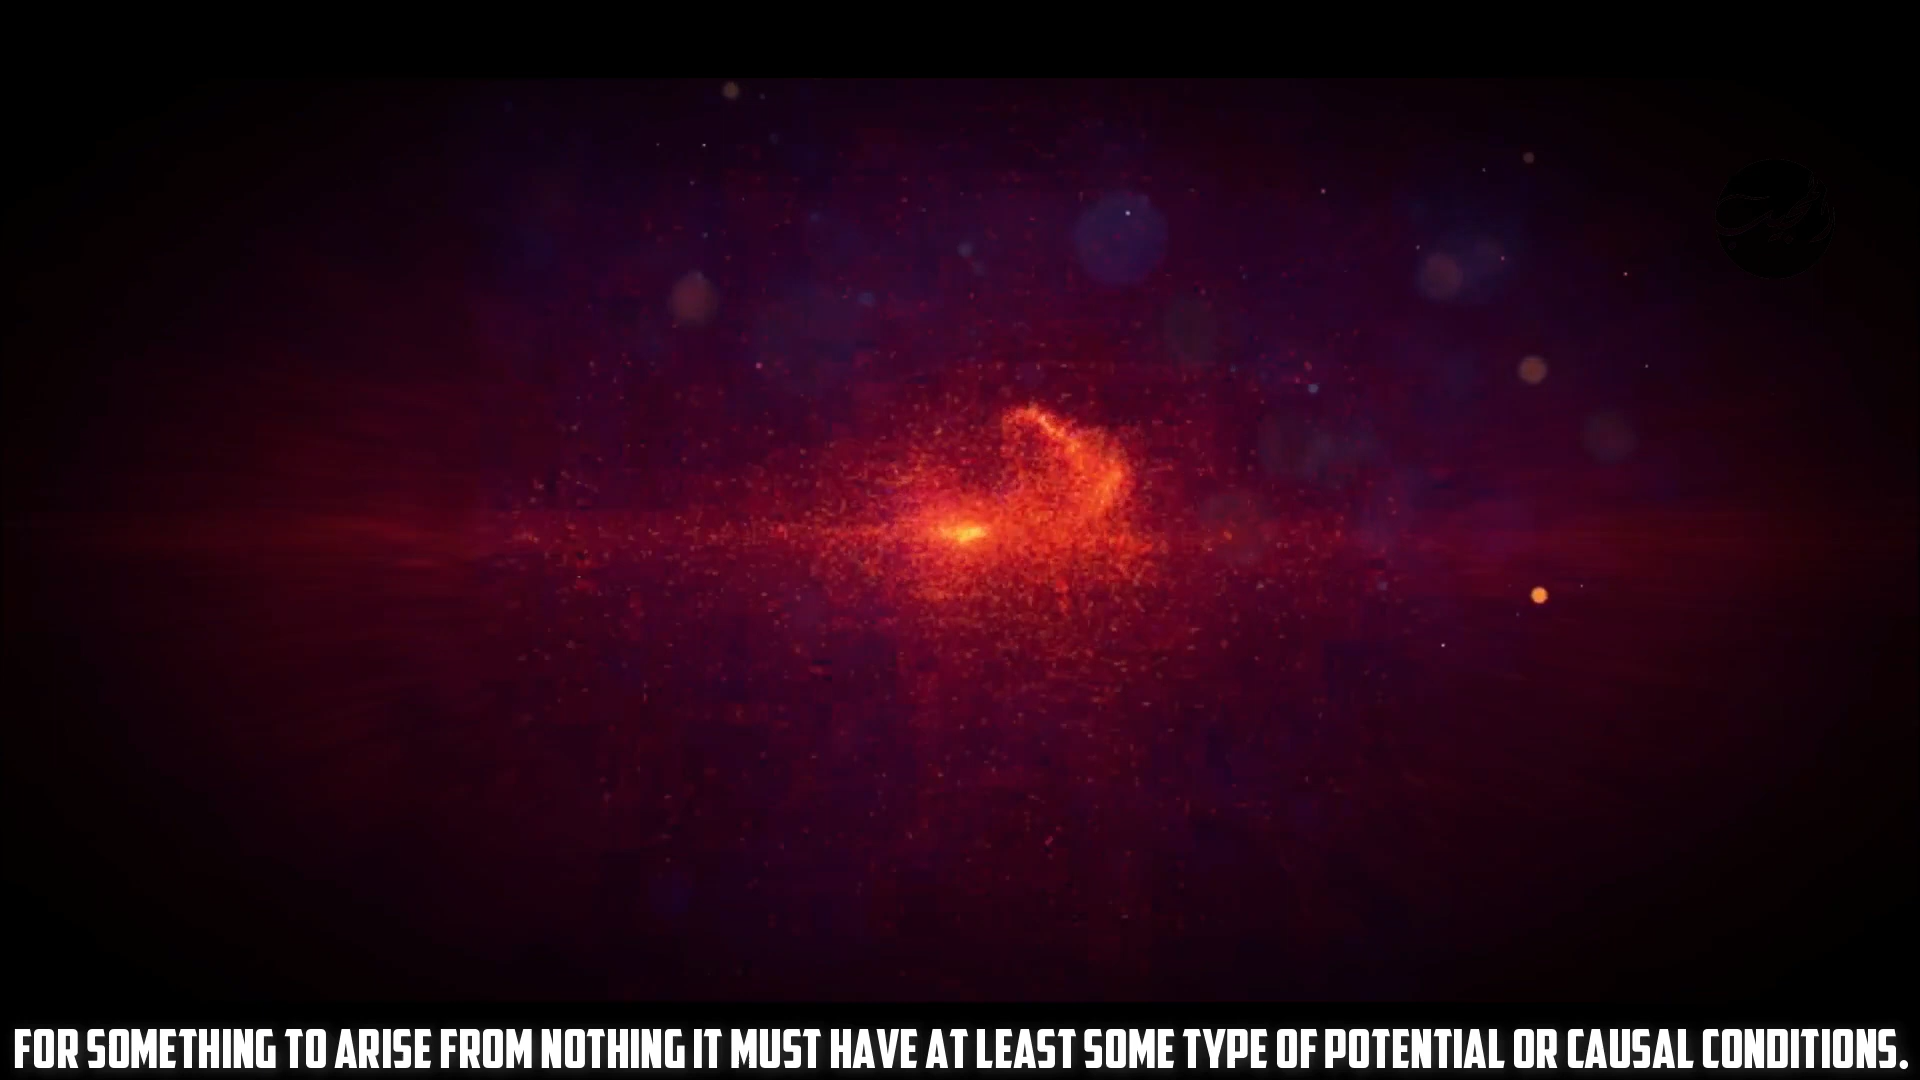 FOR SOMETHING TO ARISE FROM NOTHING IT MUST HAVE AT LEAST SOME TYPE OF POTENTIAL OR CAUSAL CONDITIONS.